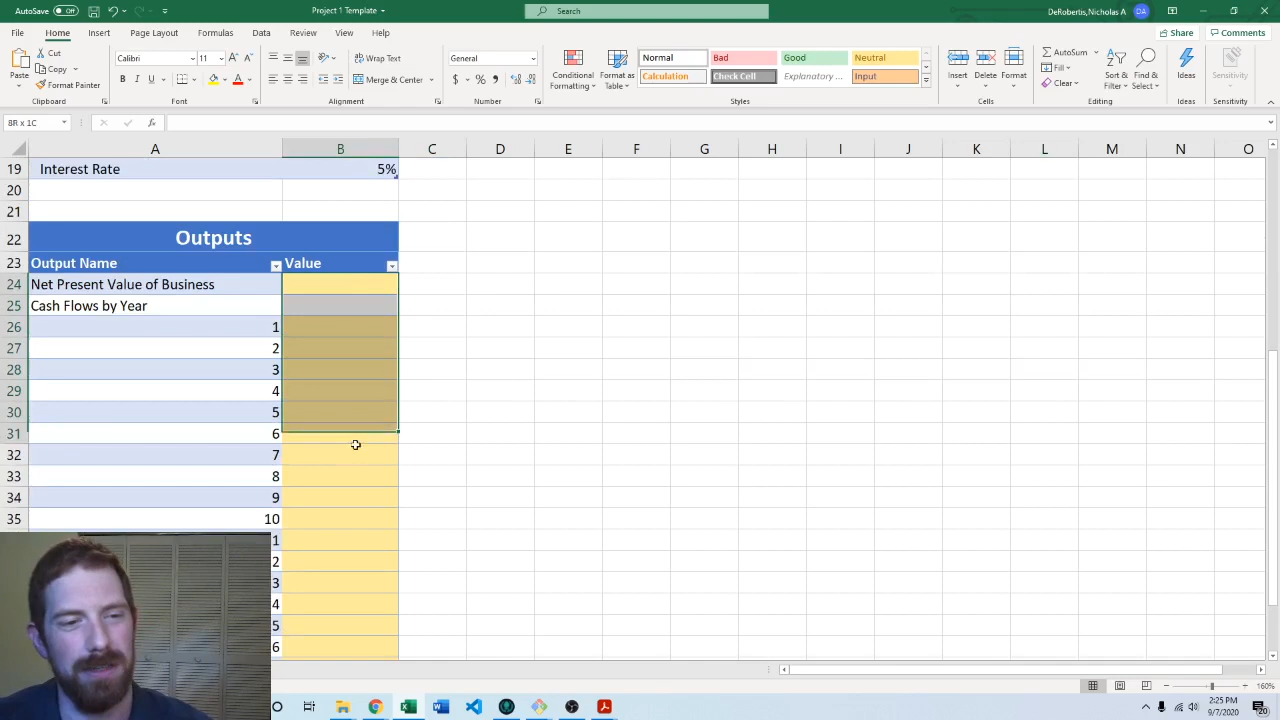 AutoSave Off
Project 1 Template
Search
DeRobertis,Nicholas A
DA
File Home Insert Page Layout Formulas Data Review View Help
Share Comments
Paste
Cut
Copy
Format Painter
Clipboard
Calibri 11
B I U
Font
Wrap Text
Merge & Center
Alignment
General
$ % 9
Number
Conditional Formatting
Format as Table
Normal Bad Good Neutral
Calculation Check Cell Explanatory ... Input
Styles
Insert Delete Format
Cells
AutoSum
Fill
Clear
Sort & Filter
Find & Select
Editing
Ideas
Ideas
Sensitivity
Sensitivity
8R x 1C
fx
A B C D E F G H I J K L M N O
19 Interest Rate 5%
20
21
22 Outputs
23 Output Name Value
24 Net Present Value of Business
25 Cash Flows by Year
26 1
27 2
28 3
29 4
30 5
31 6
32 7
33 8
34 9
35 10
1
2
3
4
5
6
160%
2:25 PM
9/7/2020